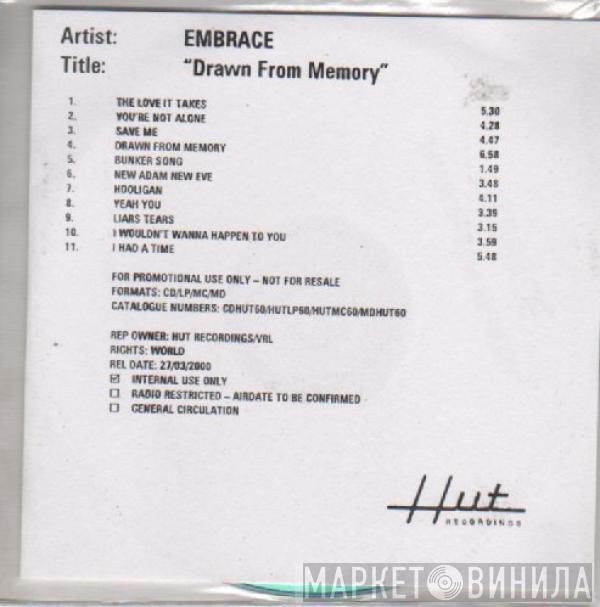 Artist: EMBRACE
Title: "Drawn From Memory"
1. THE LOVE IT TAKES 5.30
2. YOU'RE NOT ALONE 4.28
3. SAVE ME 4.47
4. DRAWN FROM MEMORY 6.58
5. BUNKER SONG 1.49
6. NEW ADAM NEW EVE 3.48
7. HOOLIGAN 4.11
8. YEAH YOU 3.39
9. LIARS TEARS 3.15
10. I WOULDN'T WANNA HAPPEN TO YOU 3.59
11. I HAD A TIME 5.48
FOR PROMOTIONAL USE ONLY – NOT FOR RESALE
FORMATS: CD/LP/MC/MD
CATALOGUE NUMBERS: CDHUT60/HUTLP60/HUTMC60/MDHUT60
REP OWNER: HUT RECORDINGS/VRL
RIGHTS: WORLD
REL DATE: 27/03/2000
☑ INTERNAL USE ONLY
☐ RADIO RESTRICTED – AIRDATE TO BE CONFIRMED
☐ GENERAL CIRCULATION
Hut
RECORDINGS
МАРКЕТ ВИНИЛА